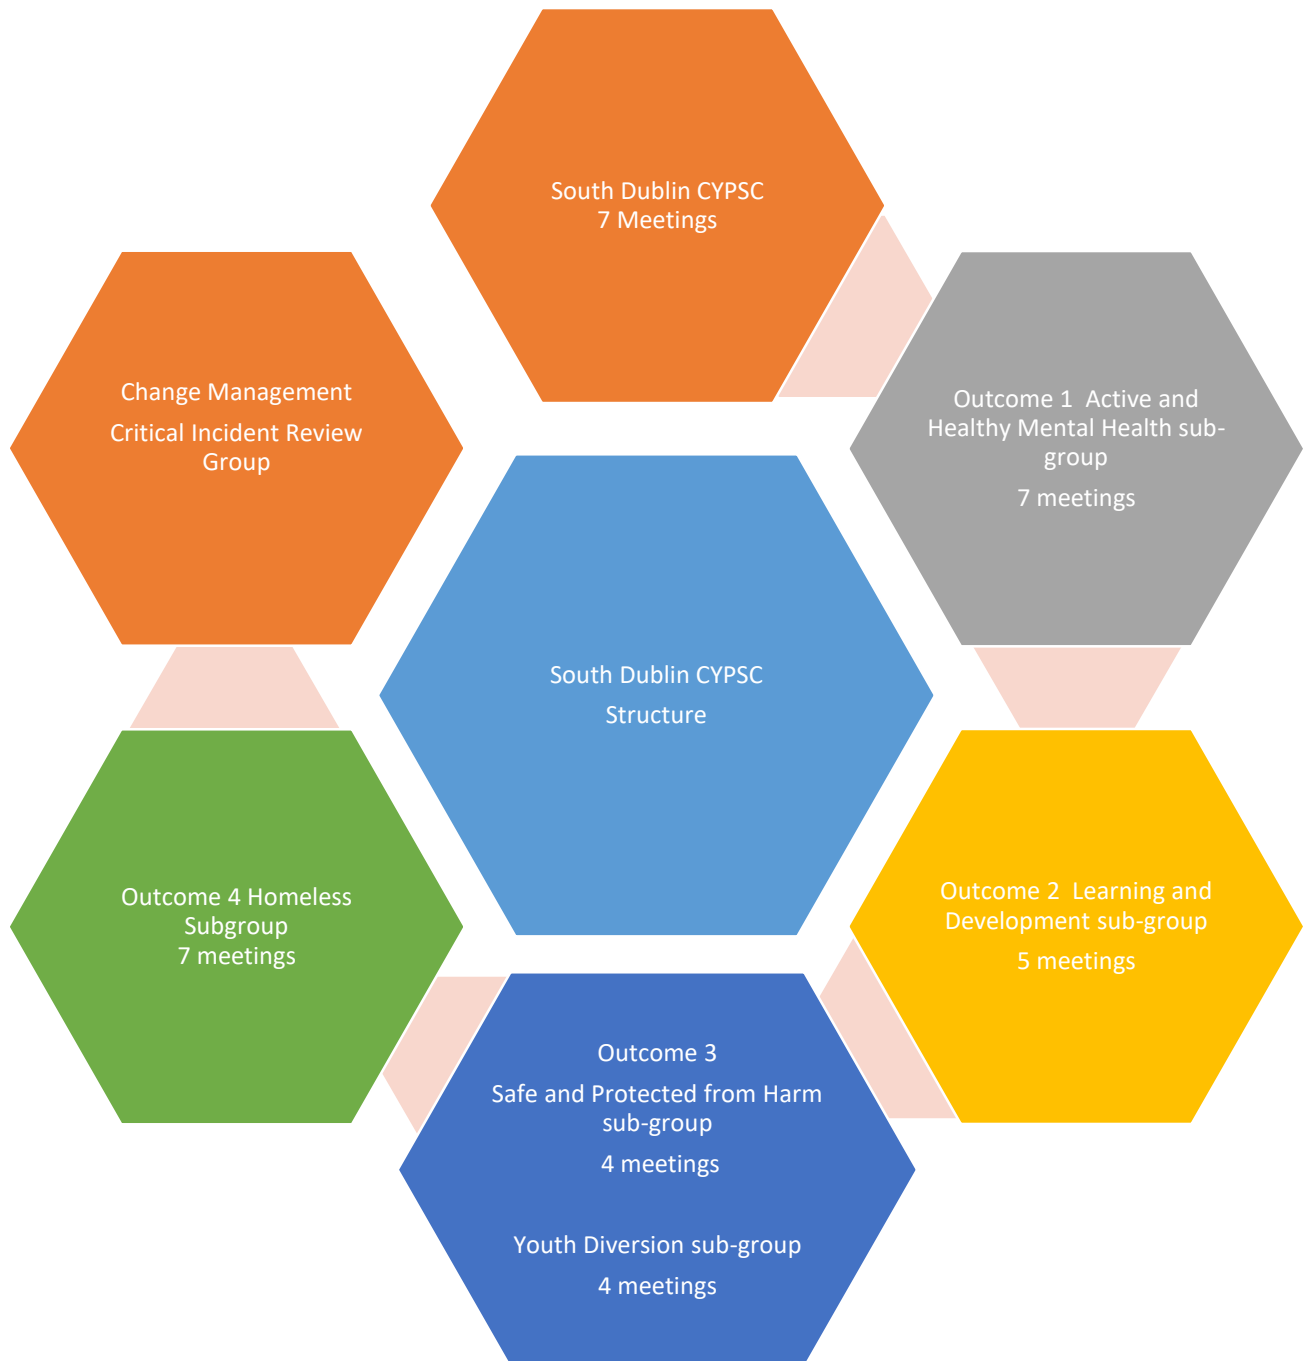 South Dublin CYPSC
7 Meetings
Change Management
Critical Incident Review
Group
Outcome 1  Active and
Healthy Mental Health sub-
group
7 meetings
South Dublin CYPSC
Structure
Outcome 4 Homeless
Subgroup
7 meetings
Outcome 2  Learning and
Development sub-group
5 meetings
Outcome 3
Safe and Protected from Harm
sub-group
4 meetings
Youth Diversion sub-group
4 meetings